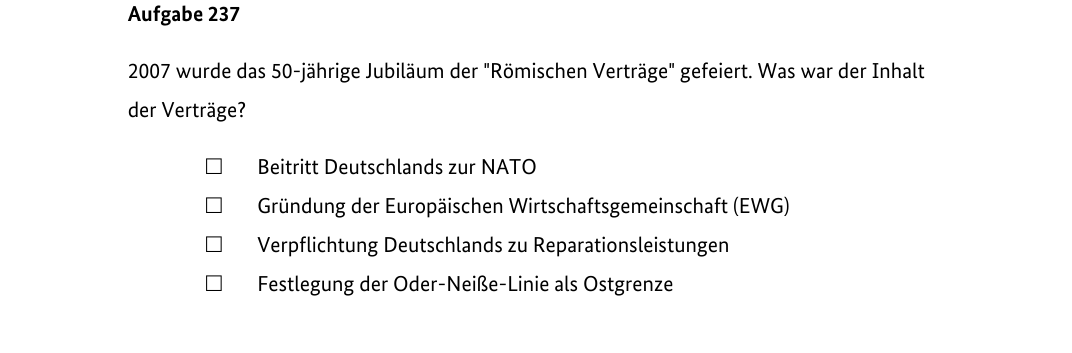 Aufgabe 237
2007 wurde das 50-jährige Jubiläum der "Römischen Verträge" gefeiert. Was war der Inhalt
der Verträge?
☐ Beitritt Deutschlands zur NATO
☐ Gründung der Europäischen Wirtschaftsgemeinschaft (EWG)
☐ Verpflichtung Deutschlands zu Reparationsleistungen
☐ Festlegung der Oder-Neiße-Linie als Ostgrenze